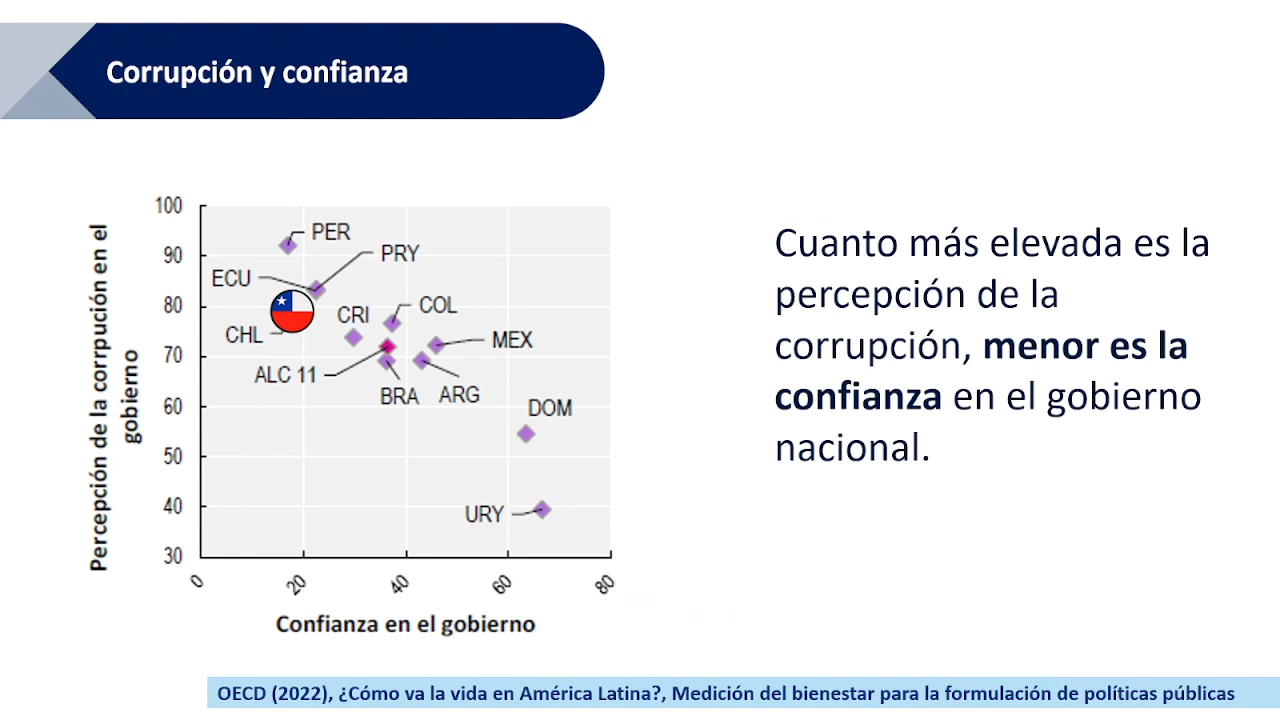 Corrupción y confianza
Percepción de la corrpución en el
gobierno
100
90
80
70
60
50
40
30
PER
PRY
ECU
CRI
COL
CHL
MEX
ALC 11
BRA
ARG
DOM
URY
0
20
40
60
80
Confianza en el gobierno
Cuanto más elevada es la
percepción de la
corrupción, menor es la
confianza en el gobierno
nacional.
OECD (2022), ¿Cómo va la vida en América Latina?, Medición del bienestar para la formulación de políticas públicas